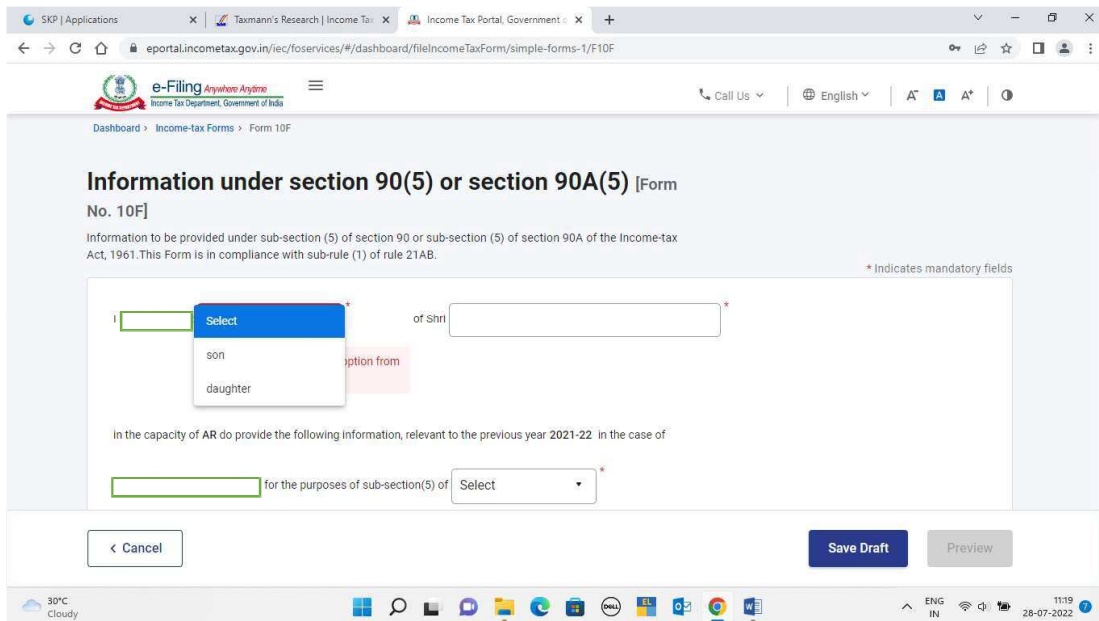 SKP | Applications
Taxmann's Research | Income Tax
Income Tax Portal, Government o
eportal.incometax.gov.in/iec/foservices/#/dashboard/fileIncomeTaxForm/simple-forms-1/F10F
e-Filing Anywhere Anytime
Income Tax Department, Government of India
Call Us
English
A-
A
A+
Dashboard > Income-tax Forms > Form 10F
Information under section 90(5) or section 90A(5) [Form
No. 10F]
Information to be provided under sub-section (5) of section 90 or sub-section (5) of section 90A of the Income-tax
Act, 1961.This Form is in compliance with sub-rule (1) of rule 21AB.
* Indicates mandatory fields
I
Select
*
of Shri
*
son
option from
daughter
in the capacity of AR do provide the following information, relevant to the previous year 2021-22 in the case of
for the purposes of sub-section(5) of Select *
< Cancel
Save Draft
Preview
30°C
Cloudy
DELL
EL
ENG
IN
11:19
28-07-2022
7